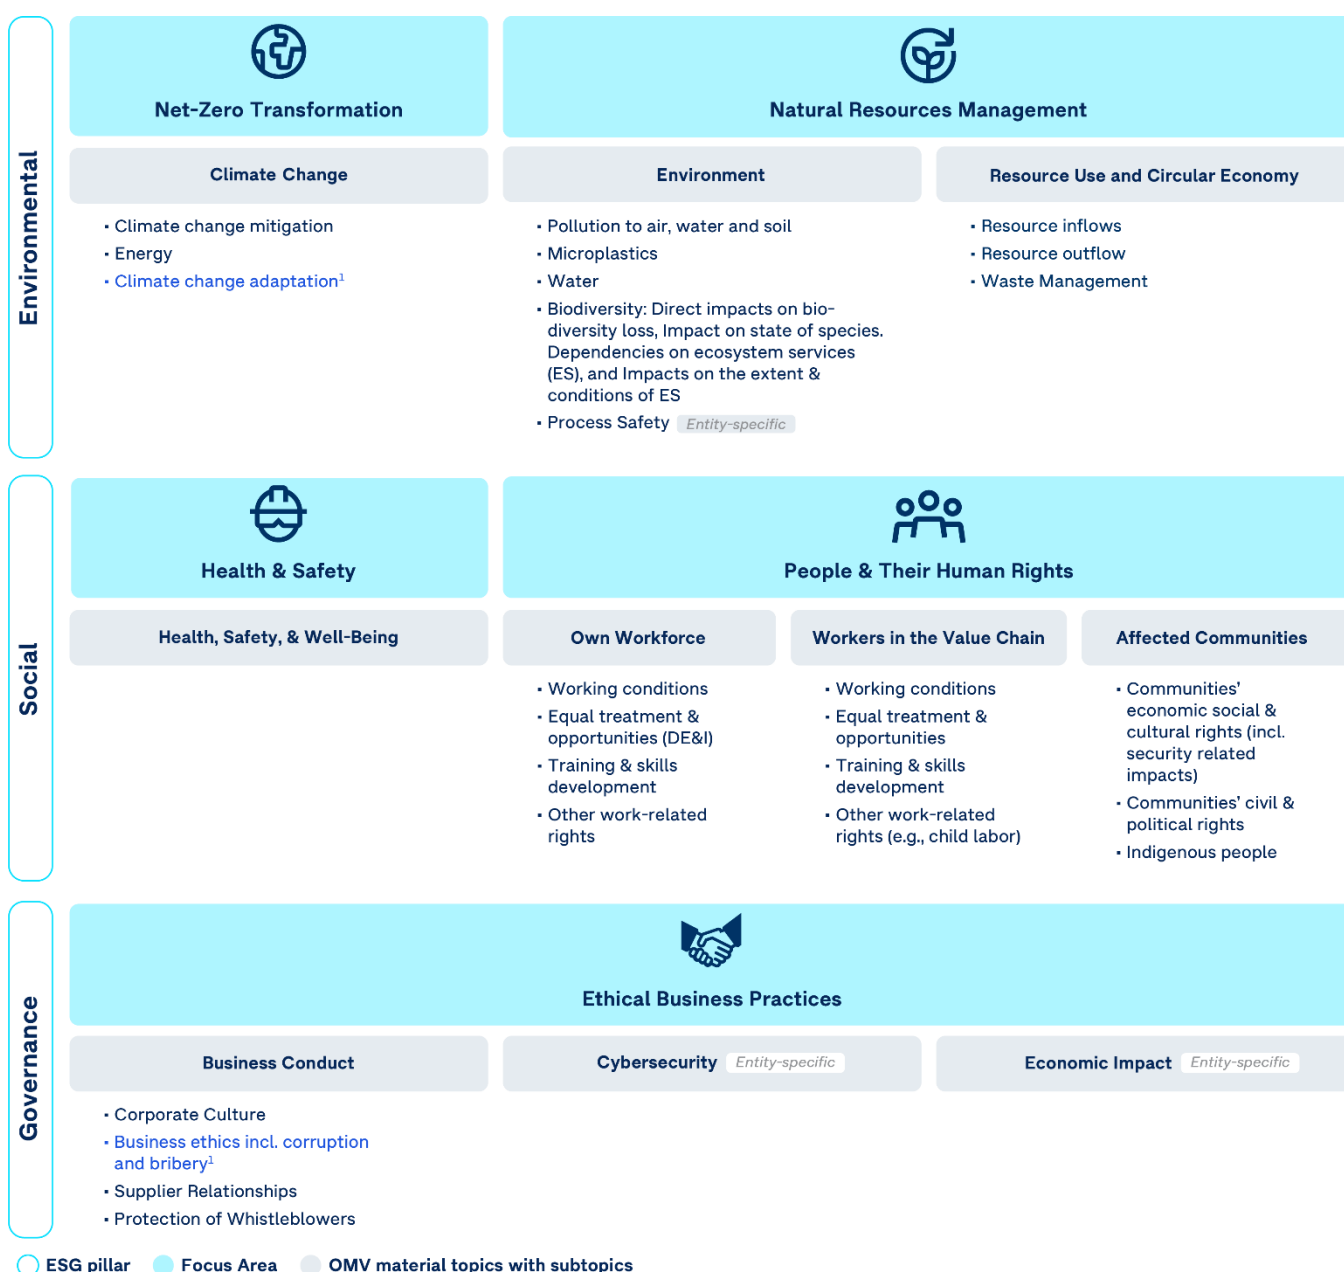 Environmental
Net-Zero Transformation
Natural Resources Management
Climate Change
Environment
Resource Use and Circular Economy
· Climate change mitigation
· Energy
· Climate change adaptation¹
· Pollution to air, water and soil
· Microplastics
· Water
· Biodiversity: Direct impacts on bio-
diversity loss, Impact on state of species.
Dependencies on ecosystem services
(ES), and Impacts on the extent &
conditions of ES
· Process Safety Entity-specific
· Resource inflows
· Resource outflow
· Waste Management
Social
Health & Safety
People & Their Human Rights
Health, Safety, & Well-Being
Own Workforce
Workers in the Value Chain
Affected Communities
· Working conditions
· Equal treatment &
opportunities (DE&I)
· Training & skills
development
· Other work-related
rights
· Working conditions
· Equal treatment &
opportunities
· Training & skills
development
· Other work-related
rights (e.g., child labor)
· Communities’
economic social &
cultural rights (incl.
security related
impacts)
· Communities’ civil &
political rights
· Indigenous people
Governance
Ethical Business Practices
Business Conduct
Cybersecurity Entity-specific
Economic Impact Entity-specific
· Corporate Culture
· Business ethics incl. corruption
and bribery¹
· Supplier Relationships
· Protection of Whistleblowers
ESG pillar Focus Area OMV material topics with subtopics